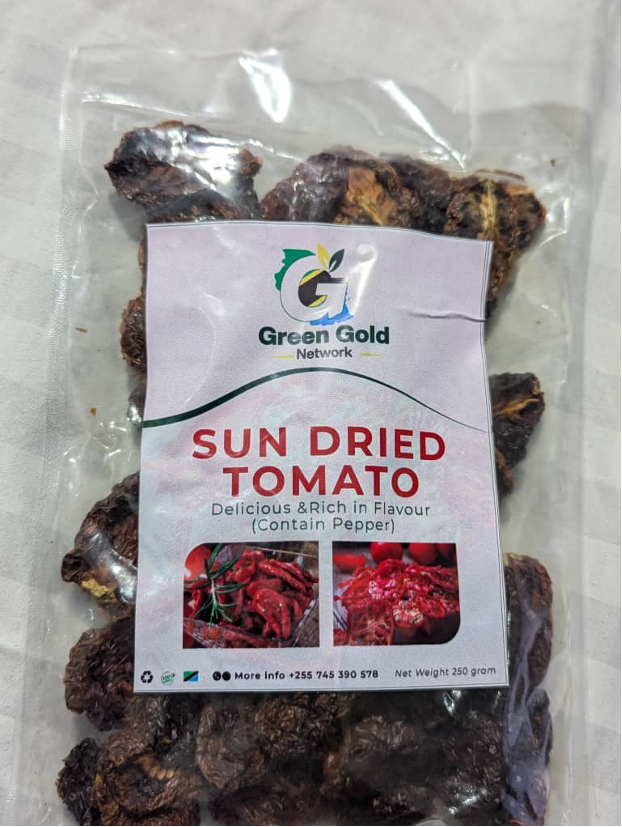 G
Green Gold
Network
SUN DRIED
TOMATO
Delicious &Rich in Flavour
(Contain Pepper)
More info +255 745 390 578 Net Weight 250 gram